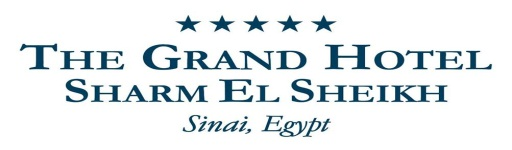 THE GRAND HOTEL
SHARM EL SHEIKH
Sinai, Egypt